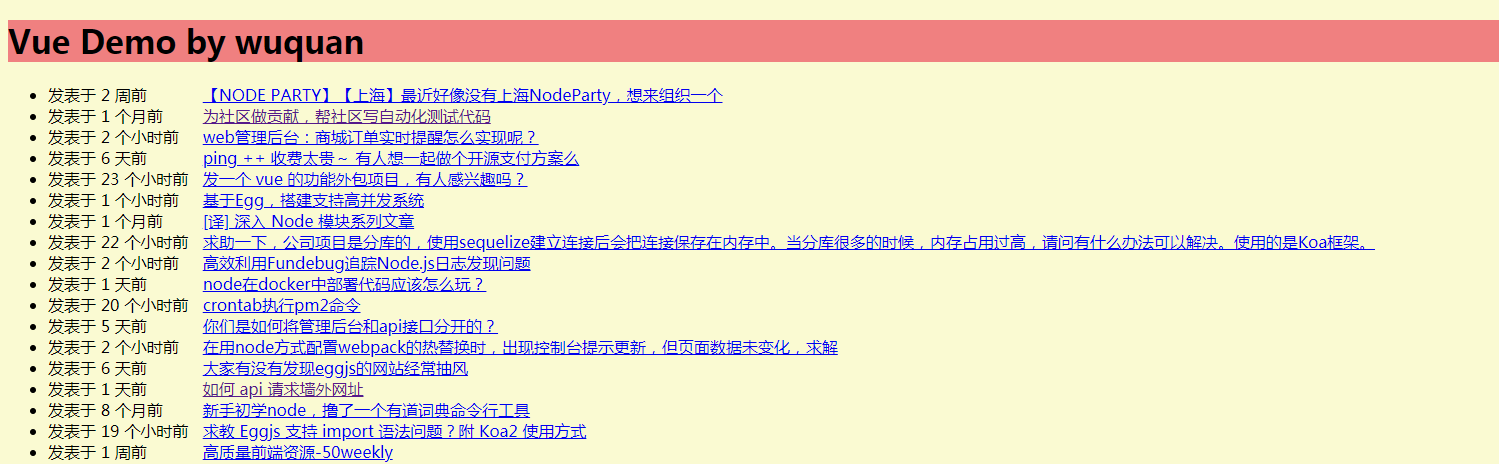 Vue Demo by wuquan
发表于 2 周前 【NODE PARTY】【上海】最近好像没有上海NodeParty，想来组织一个
发表于 1 个月前 为社区做贡献，帮社区写自动化测试代码
发表于 2 个小时前 web管理后台：商城订单实时提醒怎么实现呢？
发表于 6 天前 ping ++ 收费太贵～ 有人想一起做个开源支付方案么
发表于 23 个小时前 发一个 vue 的功能外包项目，有人感兴趣吗？
发表于 1 个小时前 基于Egg，搭建支持高并发系统
发表于 1 个月前 [译] 深入 Node 模块系列文章
发表于 22 个小时前 求助一下，公司项目是分库的，使用sequelize建立连接后会把连接保存在内存中。当分库很多的时候，内存占用过高，请问有什么办法可以解决。使用的是Koa框架。
发表于 2 个小时前 高效利用Fundebug追踪Node.js日志发现问题
发表于 1 天前 node在docker中部署代码应该怎么玩？
发表于 20 个小时前 crontab执行pm2命令
发表于 5 天前 你们是如何将管理后台和api接口分开的？
发表于 2 个小时前 在用node方式配置webpack的热替换时，出现控制台提示更新，但页面数据未变化，求解
发表于 6 天前 大家有没有发现eggjs的网站经常抽风
发表于 1 天前 如何 api 请求墙外网址
发表于 8 个月前 新手初学node，撸了一个有道词典命令行工具
发表于 19 个小时前 求教 Eggjs 支持 import 语法问题？附 Koa2 使用方式
发表于 1 周前 高质量前端资源-50weekly